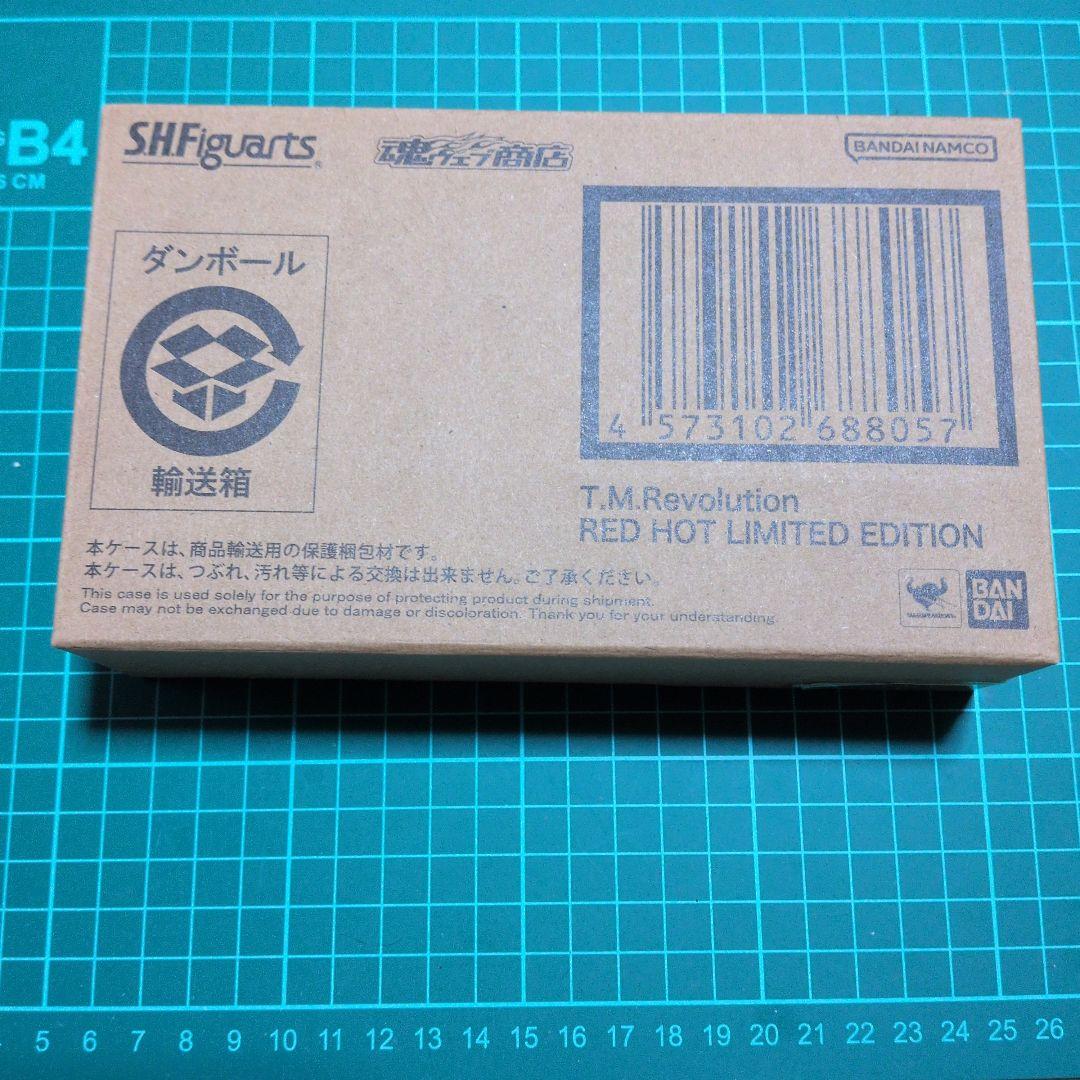 B4
CM
S.H.Figuarts
魂ウェブ商店
BANDAI NAMCO
ダンボール
輸送箱
4 573102 688057
T.M.Revolution
RED HOT LIMITED EDITION
本ケースは、商品輸送用の保護梱包材です。
本ケースは、つぶれ、汚れ等による交換は出来ません。ご了承ください。
This case is used solely for the purpose of protecting product during shipment.
Case may not be exchanged due to damage or discoloration. Thank you for your understanding.
BAN
DAI
5 6 7 8 9 10 11 12 13 14 15 16 17 18 19 20 21 22 23 24 25 26